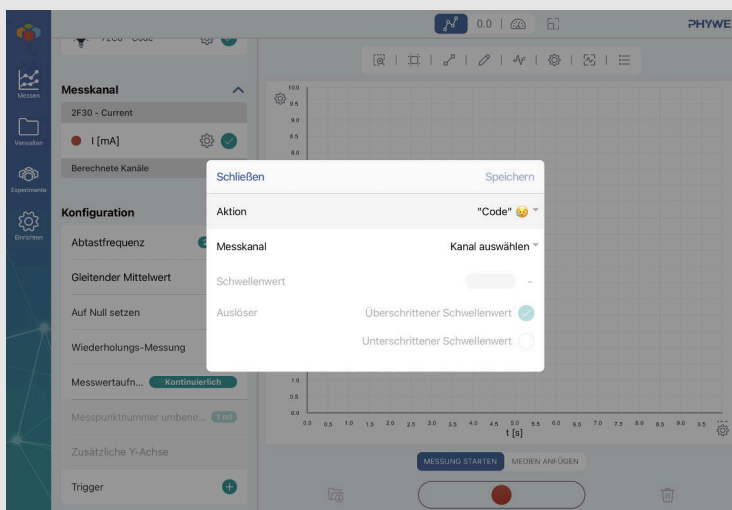 0.0
PHYWE
Messen
Verwalten
Experimente
Einrichten
Messkanal
2F30 - Current
I [mA]
Berechnete Kanäle
Konfiguration
Abtastfrequenz
Gleitender Mittelwert
Auf Null setzen
Wiederholungs-Messung
Messwertaufn... Kontinuierlich
Messpunktnummer umbene...
Zusätzliche Y-Achse
Trigger
Schließen Speichern
Aktion "Code" 😥
Messkanal Kanal auswählen
Schwellenwert -
Auslöser Überschrittener Schwellenwert
Unterschrittener Schwellenwert
10.0
9.5
9.0
8.5
8.0
1.0
0.5
0.0
0.0 0.5 1.0 1.5 2.0 2.5 3.0 3.5 4.0 4.5 5.0 5.5 6.0 6.5 7.0 7.5 8.0 8.5 9.0 9.5
t [s]
MESSUNG STARTEN MEDIEN ANFÜGEN